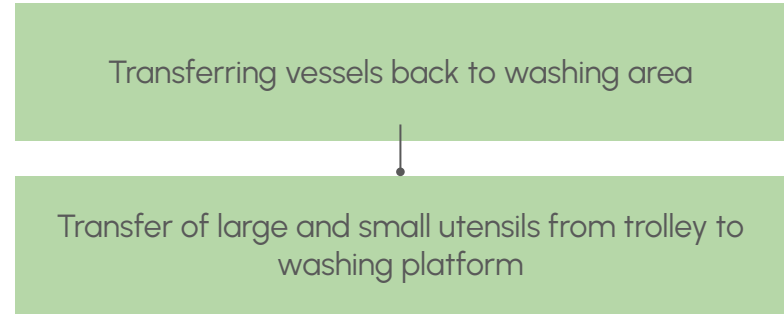 Transferring vessels back to washing area
Transfer of large and small utensils from trolley to
washing platform